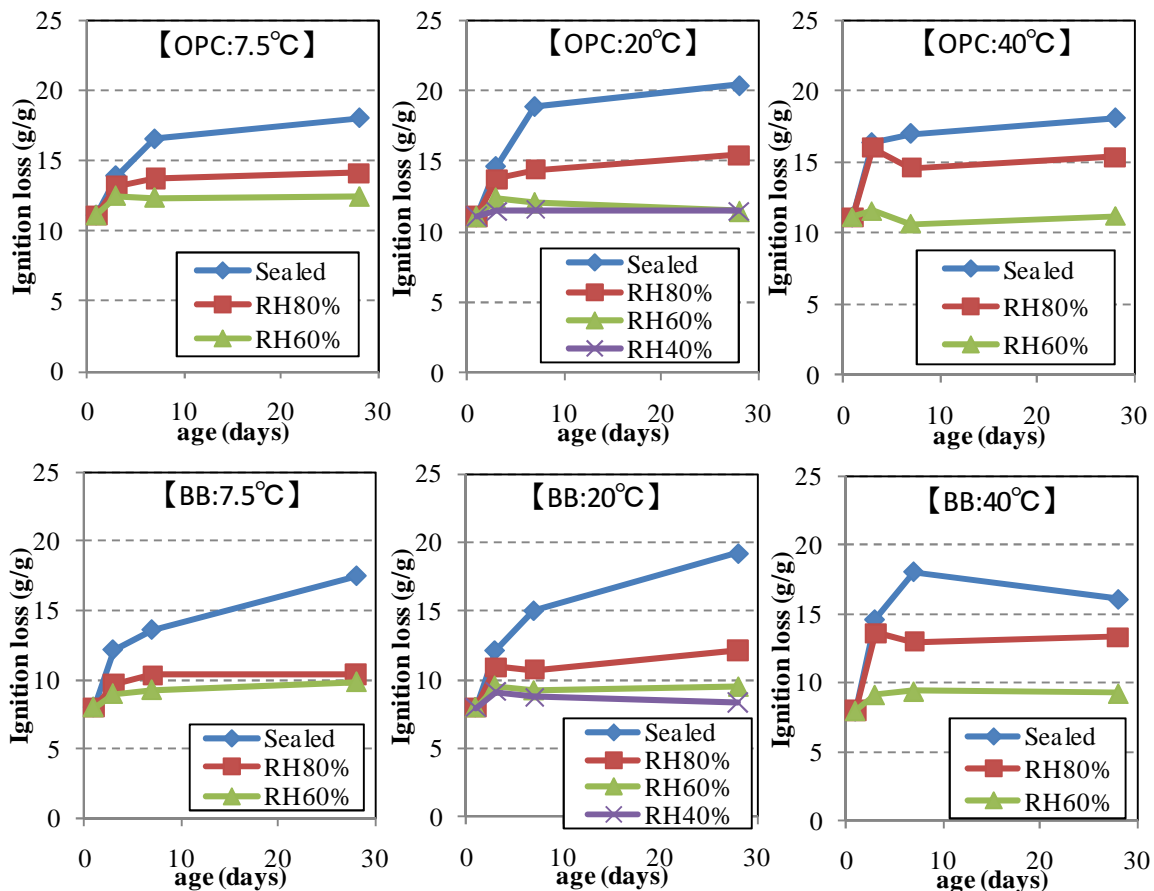 【OPC:7.5℃】
Ignition loss (g/g)
25
20
15
10
5
0
Sealed
RH80%
RH60%
0 10 20 30
age (days)
【OPC:20℃】
Ignition loss (g/g)
25
20
15
10
5
0
Sealed
RH80%
RH60%
RH40%
0 10 20 30
age (days)
【OPC:40℃】
Ignition loss (g/g)
25
20
15
10
5
0
Sealed
RH80%
RH60%
0 10 20 30
age (days)
【BB:7.5℃】
Ignition loss (g/g)
25
20
15
10
5
0
Sealed
RH80%
RH60%
0 10 20 30
age (days)
【BB:20℃】
Ignition loss (g/g)
25
20
15
10
5
0
Sealed
RH80%
RH60%
RH40%
0 10 20 30
age (days)
【BB:40℃】
Ignition loss (g/g)
25
20
15
10
5
0
Sealed
RH80%
RH60%
0 10 20 30
age (days)